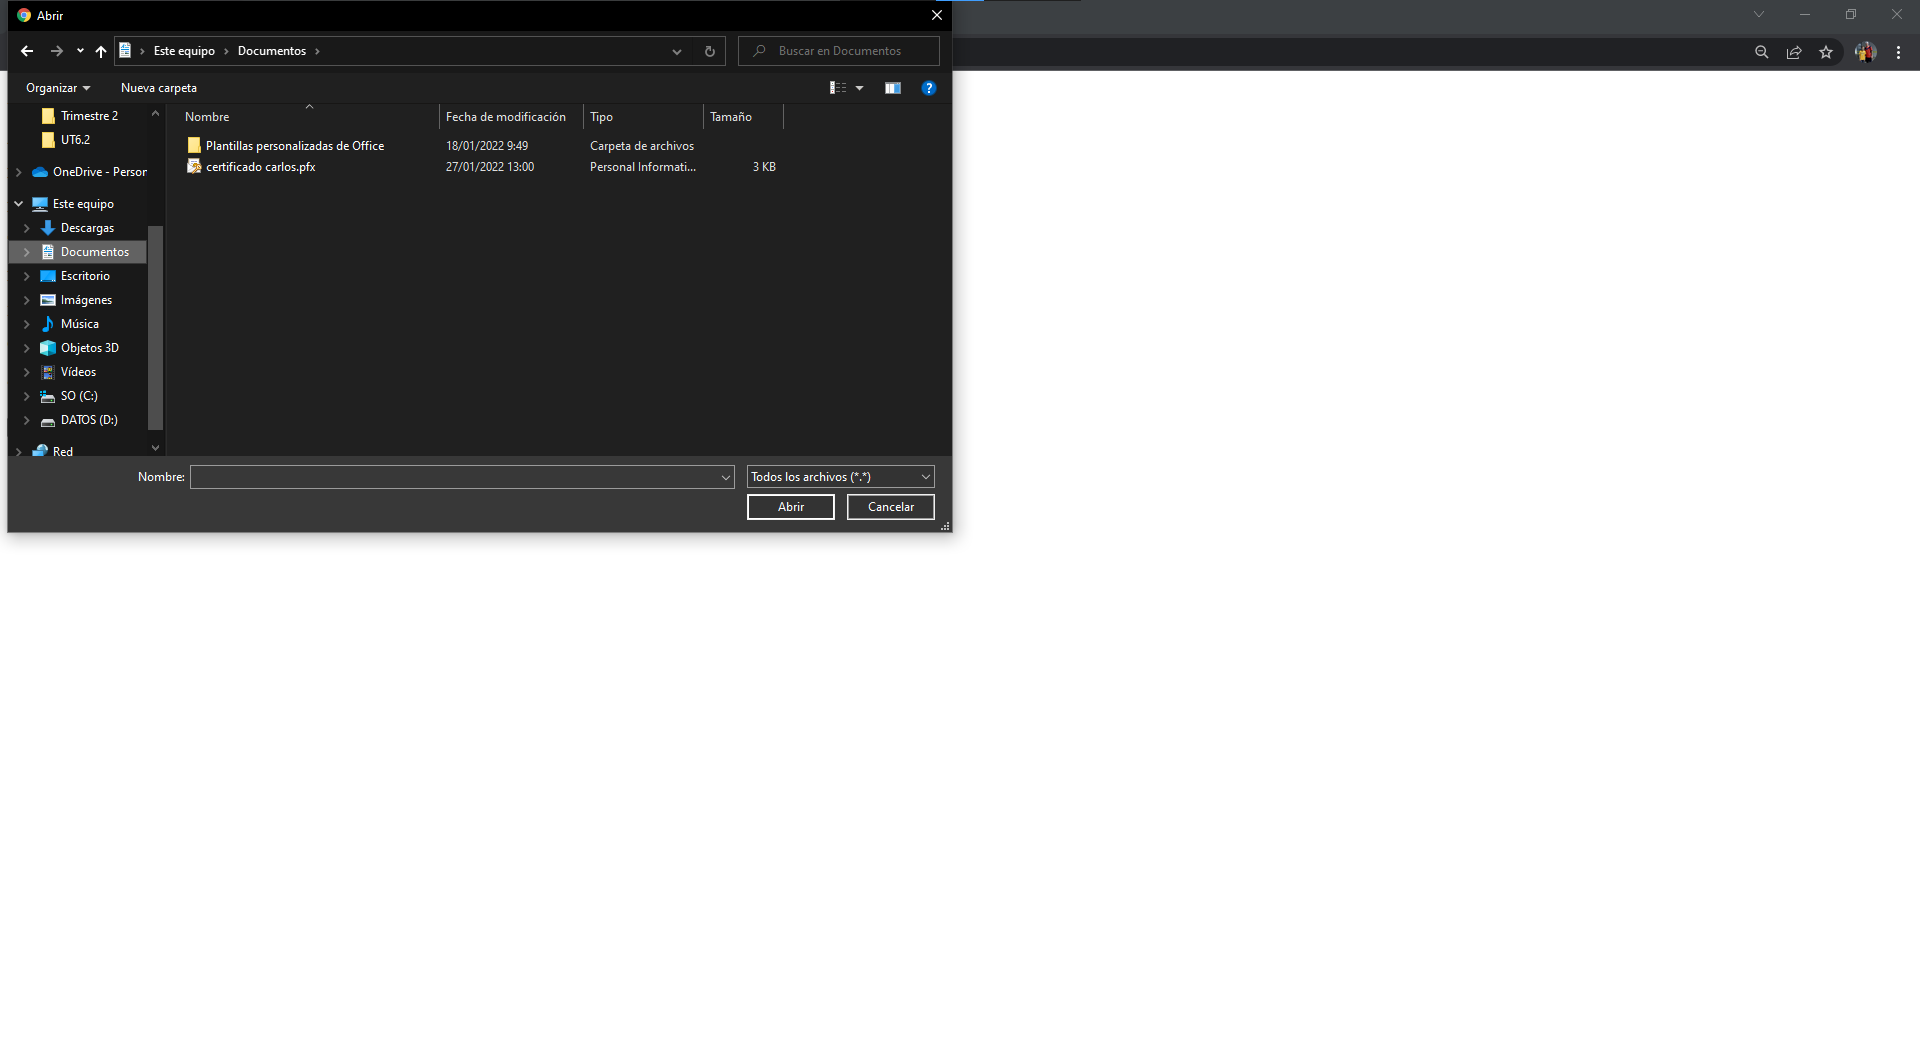 Abrir
Este equipo
Documentos
Buscar en Documentos
Organizar
Nueva carpeta
?
Nombre
Fecha de modificación
Tipo
Tamaño
Plantillas personalizadas de Office
18/01/2022 9:49
Carpeta de archivos
certificado carlos.pfx
27/01/2022 13:00
Personal Informati...
3 KB
Trimestre 2
UT6.2
OneDrive - Person
Este equipo
Descargas
Documentos
Escritorio
Imágenes
Música
Objetos 3D
Vídeos
SO (C:)
DATOS (D:)
Red
Nombre:
Todos los archivos (*.*)
Abrir
Cancelar